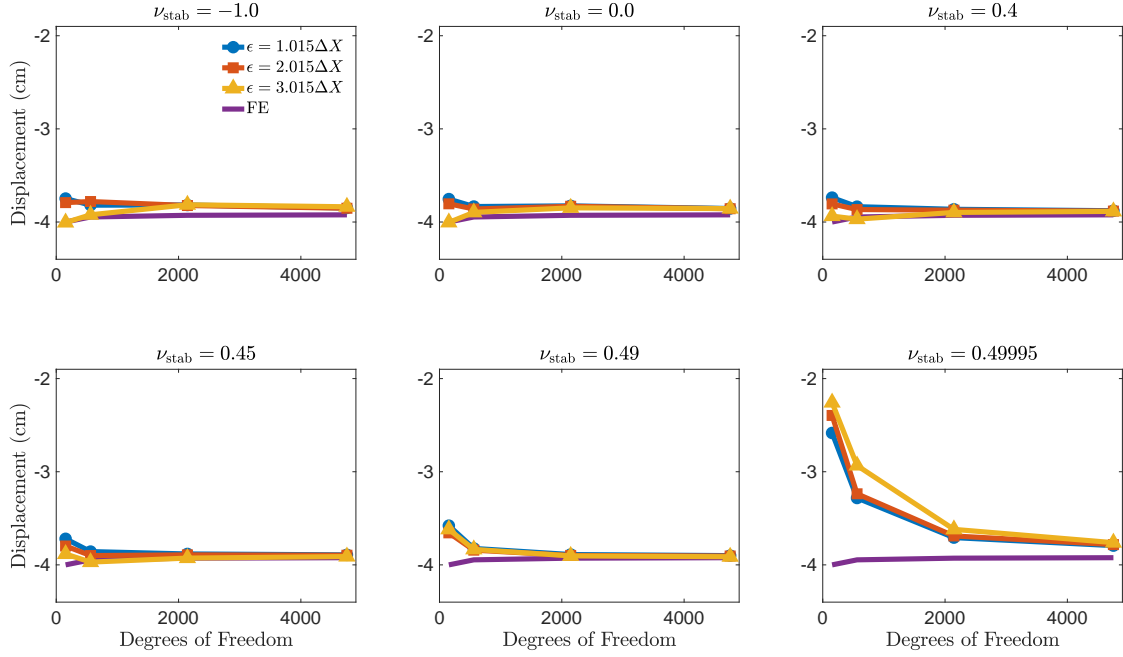 ν_stab = −1.0
ν_stab = 0.0
ν_stab = 0.4
Displacement (cm)
-2
-3
-4
0
2000
4000
ϵ = 1.015ΔX
ϵ = 2.015ΔX
ϵ = 3.015ΔX
FE
-2
-3
-4
0
2000
4000
-2
-3
-4
0
2000
4000
ν_stab = 0.45
ν_stab = 0.49
ν_stab = 0.49995
Displacement (cm)
-2
-3
-4
0
2000
4000
Degrees of Freedom
-2
-3
-4
0
2000
4000
Degrees of Freedom
-2
-3
-4
0
2000
4000
Degrees of Freedom